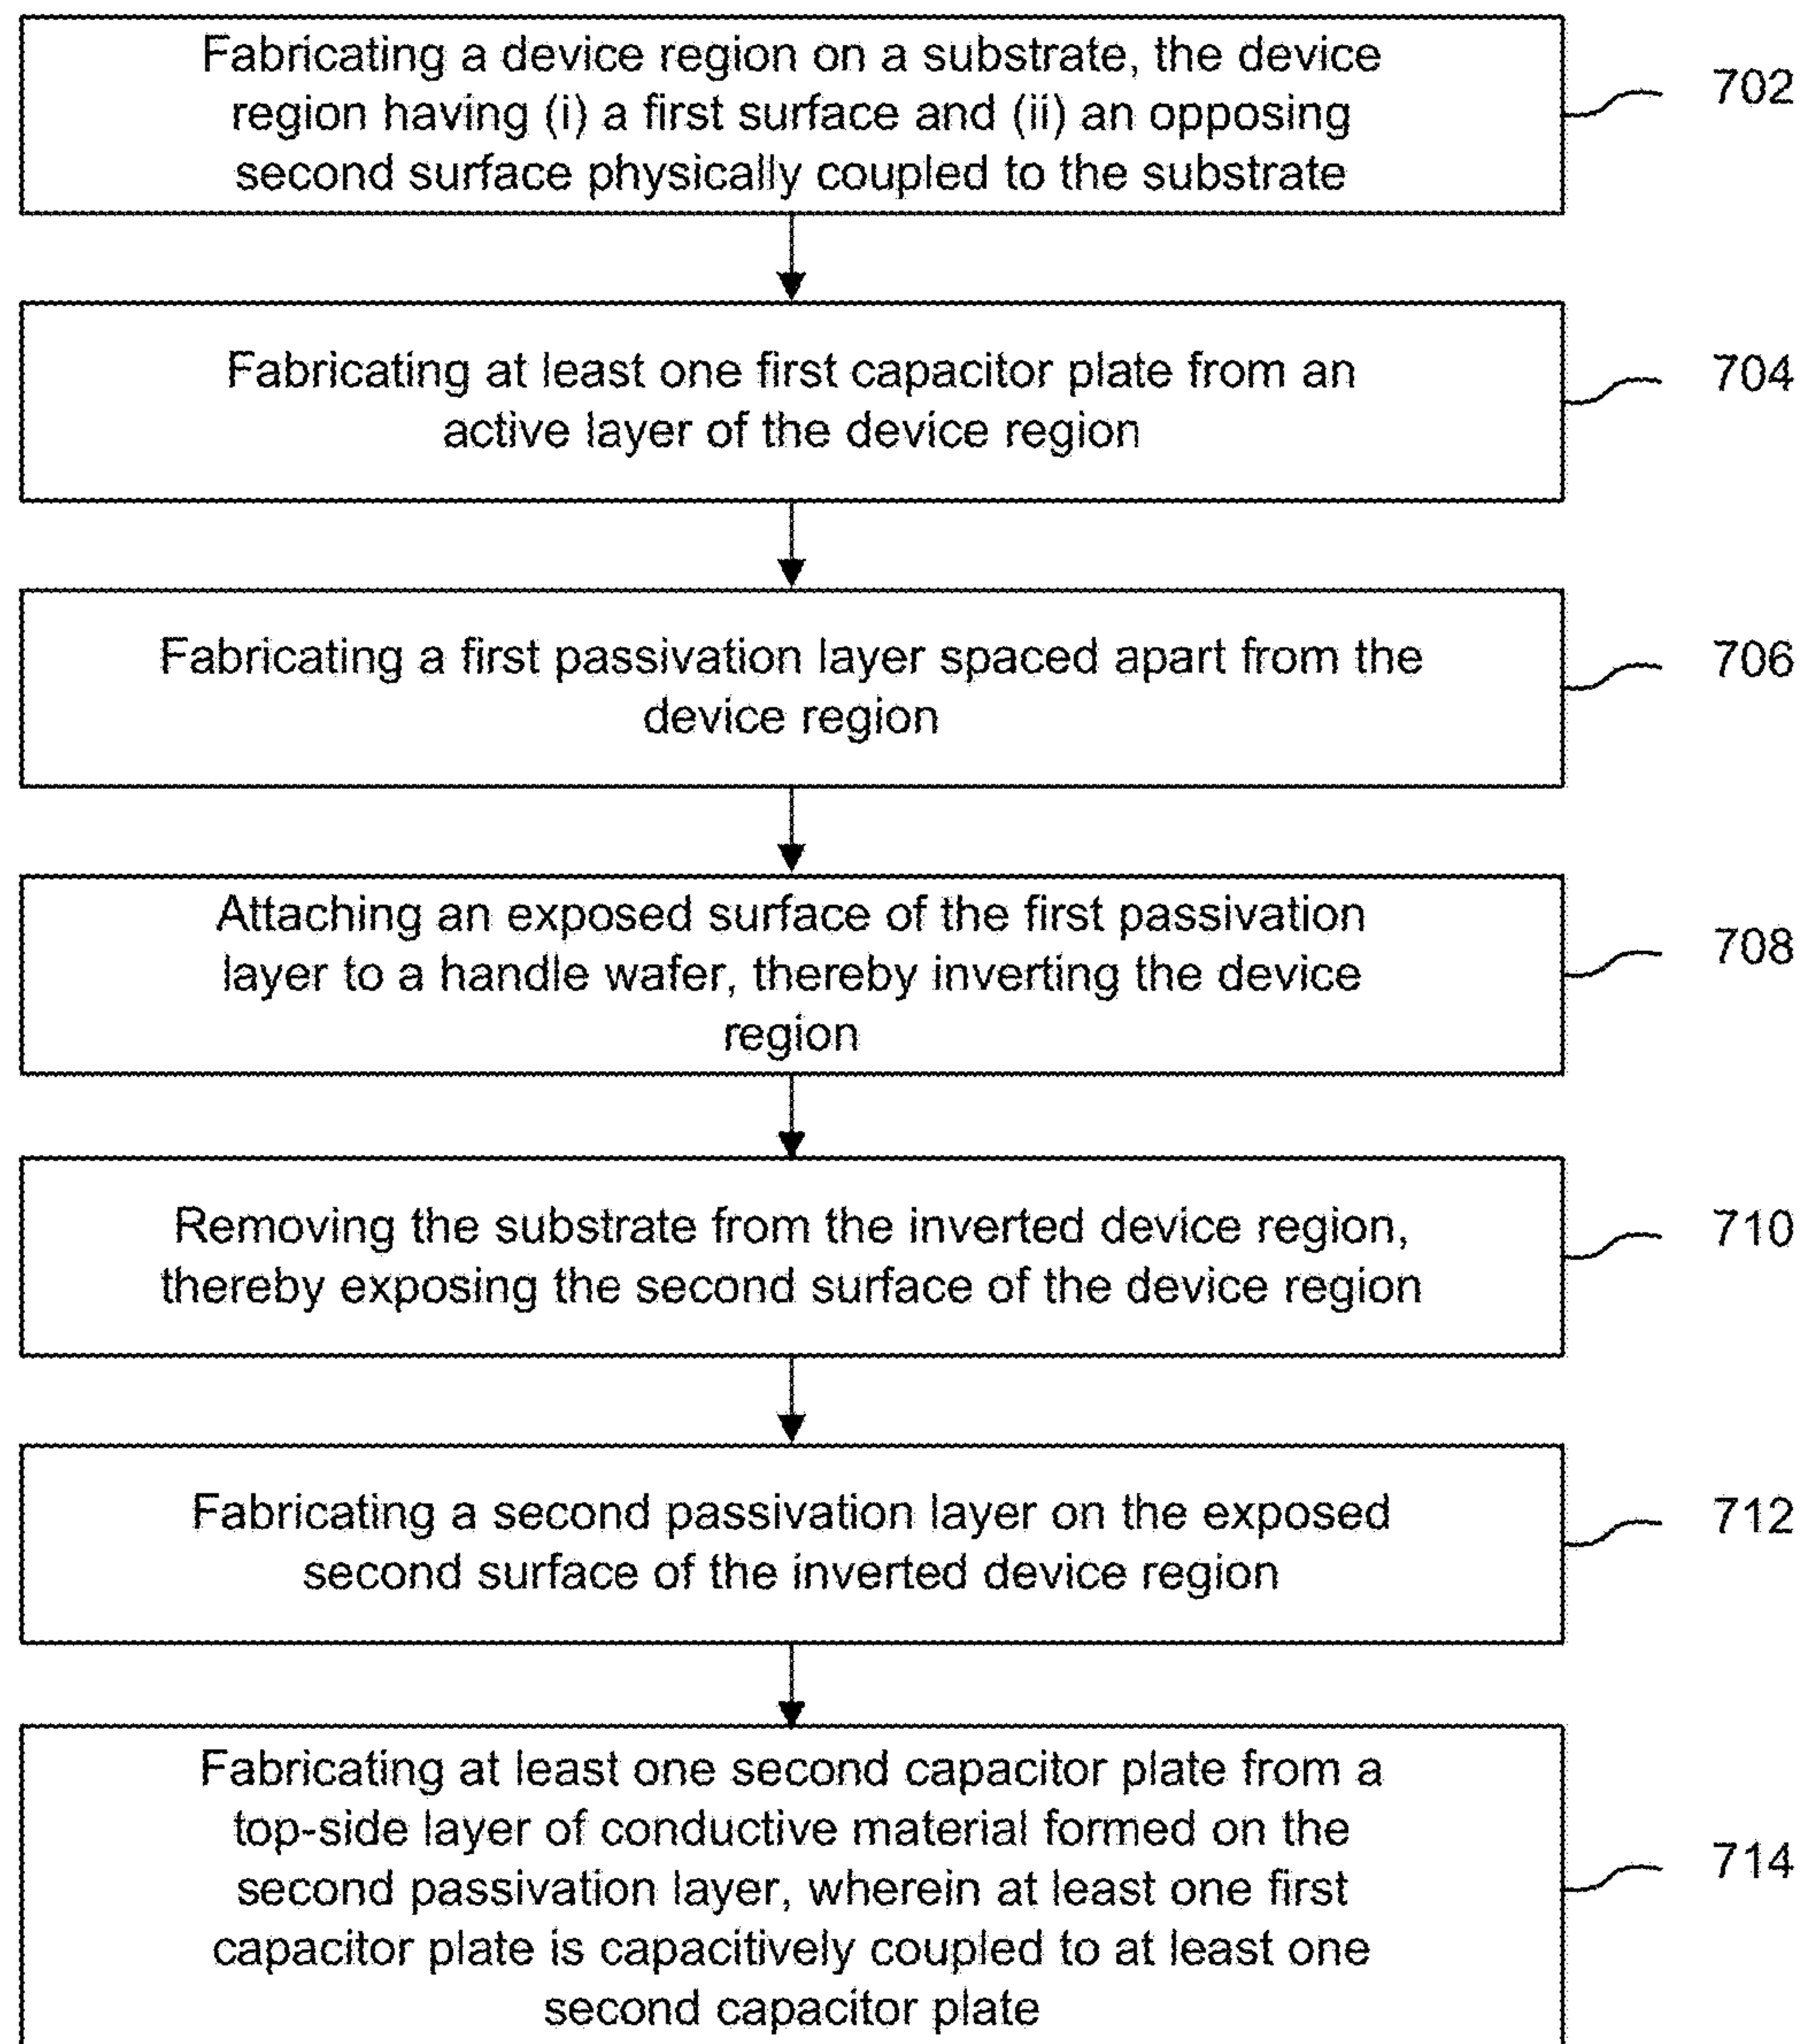 Fabricating a device region on a substrate, the device
region having (i) a first surface and (ii) an opposing
second surface physically coupled to the substrate
702
Fabricating at least one first capacitor plate from an
active layer of the device region
704
Fabricating a first passivation layer spaced apart from the
device region
706
Attaching an exposed surface of the first passivation
layer to a handle wafer, thereby inverting the device
region
708
Removing the substrate from the inverted device region,
thereby exposing the second surface of the device region
710
Fabricating a second passivation layer on the exposed
second surface of the inverted device region
712
Fabricating at least one second capacitor plate from a
top-side layer of conductive material formed on the
second passivation layer, wherein at least one first
capacitor plate is capacitively coupled to at least one
second capacitor plate
714